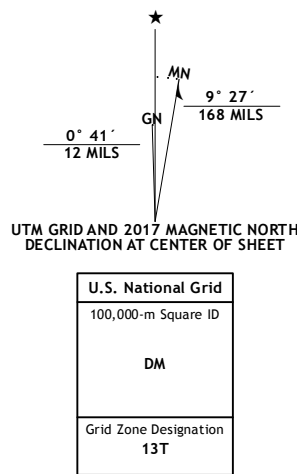 MN
GN
9° 27´
168 MILS
0° 41´
12 MILS
UTM GRID AND 2017 MAGNETIC NORTH
DECLINATION AT CENTER OF SHEET
U.S. National Grid
100,000-m Square ID
DM
Grid Zone Designation
13T